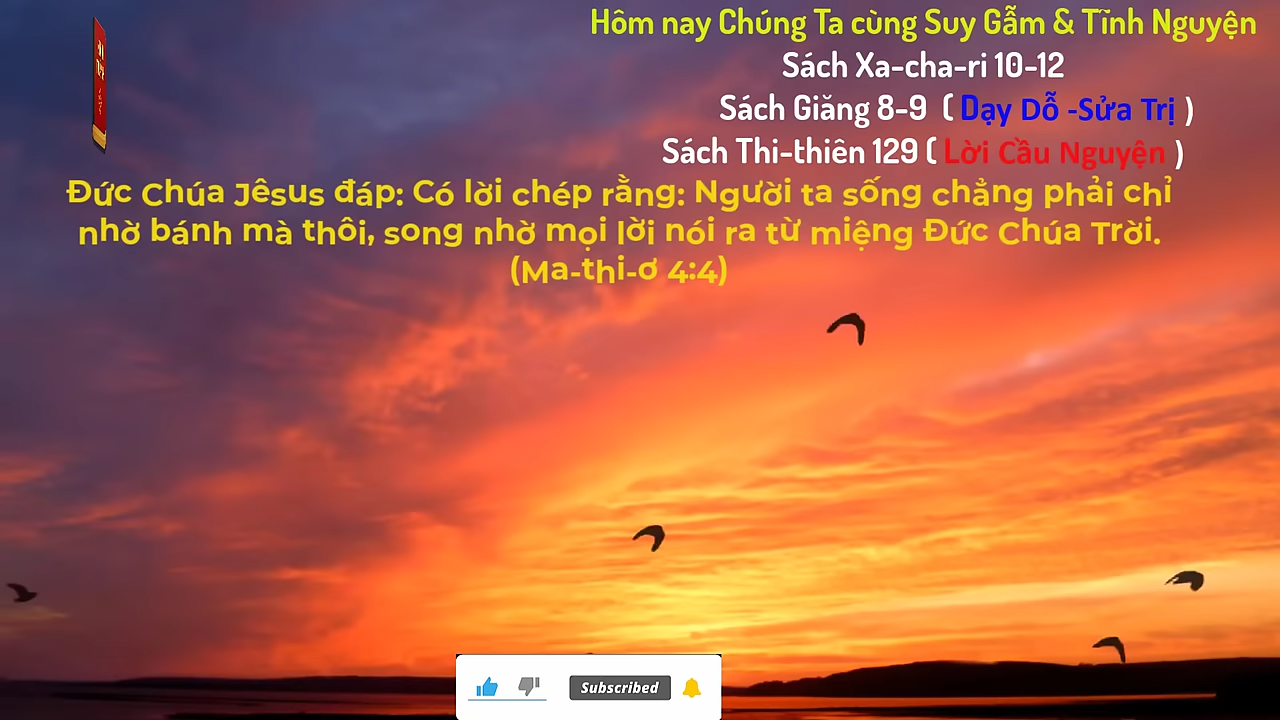 Hôm nay Chúng Ta cùng Suy Gẫm & Tĩnh Nguyện
Sách Xa-cha-ri 10-12
Sách Giăng 8-9 ( Dạy Dỗ -Sửa Trị )
Sách Thi-thiên 129 ( Lời Cầu Nguyện )
Đức Chúa Jêsus đáp: Có lời chép rằng: Người ta sống chẳng phải chỉ
nhờ bánh mà thôi, song nhờ mọi lời nói ra từ miệng Đức Chúa Trời.
(Ma-thi-ơ 4:4)
Subscribed